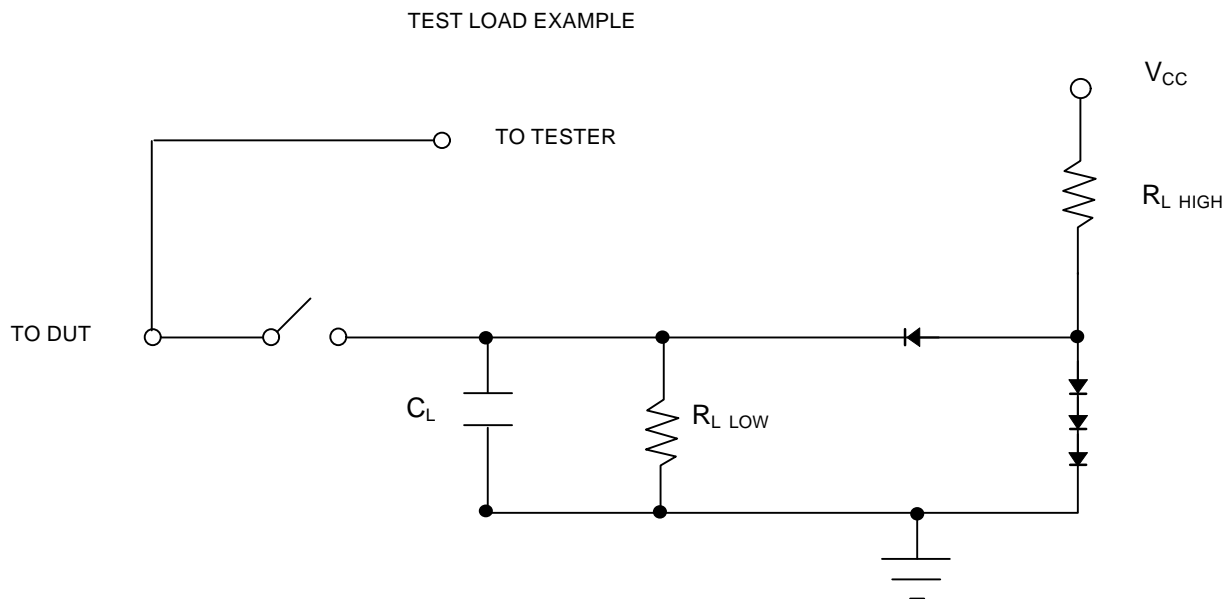 TEST LOAD EXAMPLE
VCC
TO TESTER
RL HIGH
TO DUT
CL
RL LOW